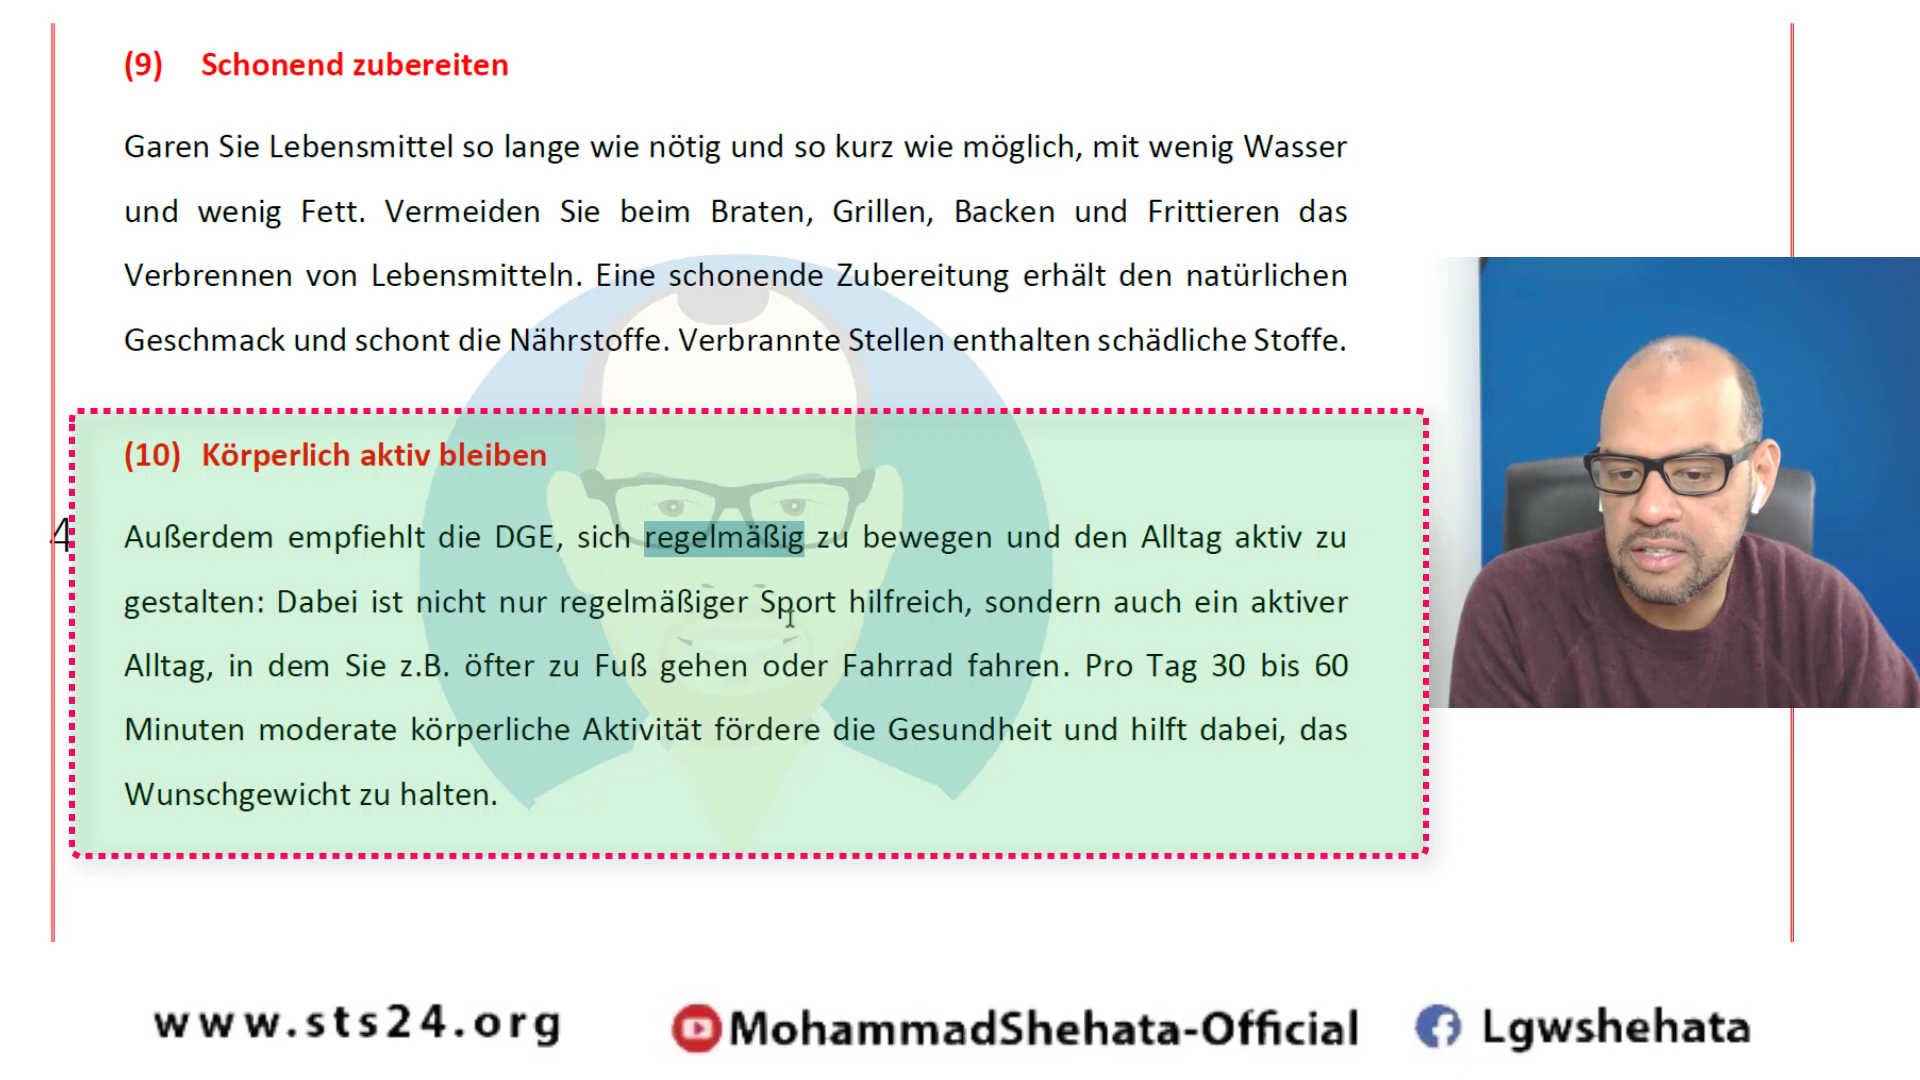 (9) Schonend zubereiten
Garen Sie Lebensmittel so lange wie nötig und so kurz wie möglich, mit wenig Wasser
und wenig Fett. Vermeiden Sie beim Braten, Grillen, Backen und Frittieren das
Verbrennen von Lebensmitteln. Eine schonende Zubereitung erhält den natürlichen
Geschmack und schont die Nährstoffe. Verbrannte Stellen enthalten schädliche Stoffe.
(10) Körperlich aktiv bleiben
4
Außerdem empfiehlt die DGE, sich regelmäßig zu bewegen und den Alltag aktiv zu
gestalten: Dabei ist nicht nur regelmäßiger Sport hilfreich, sondern auch ein aktiver
Alltag, in dem Sie z.B. öfter zu Fuß gehen oder Fahrrad fahren. Pro Tag 30 bis 60
Minuten moderate körperliche Aktivität fördere die Gesundheit und hilft dabei, das
Wunschgewicht zu halten.
www.sts24.org MohammadShehata-Official Lgwshehata